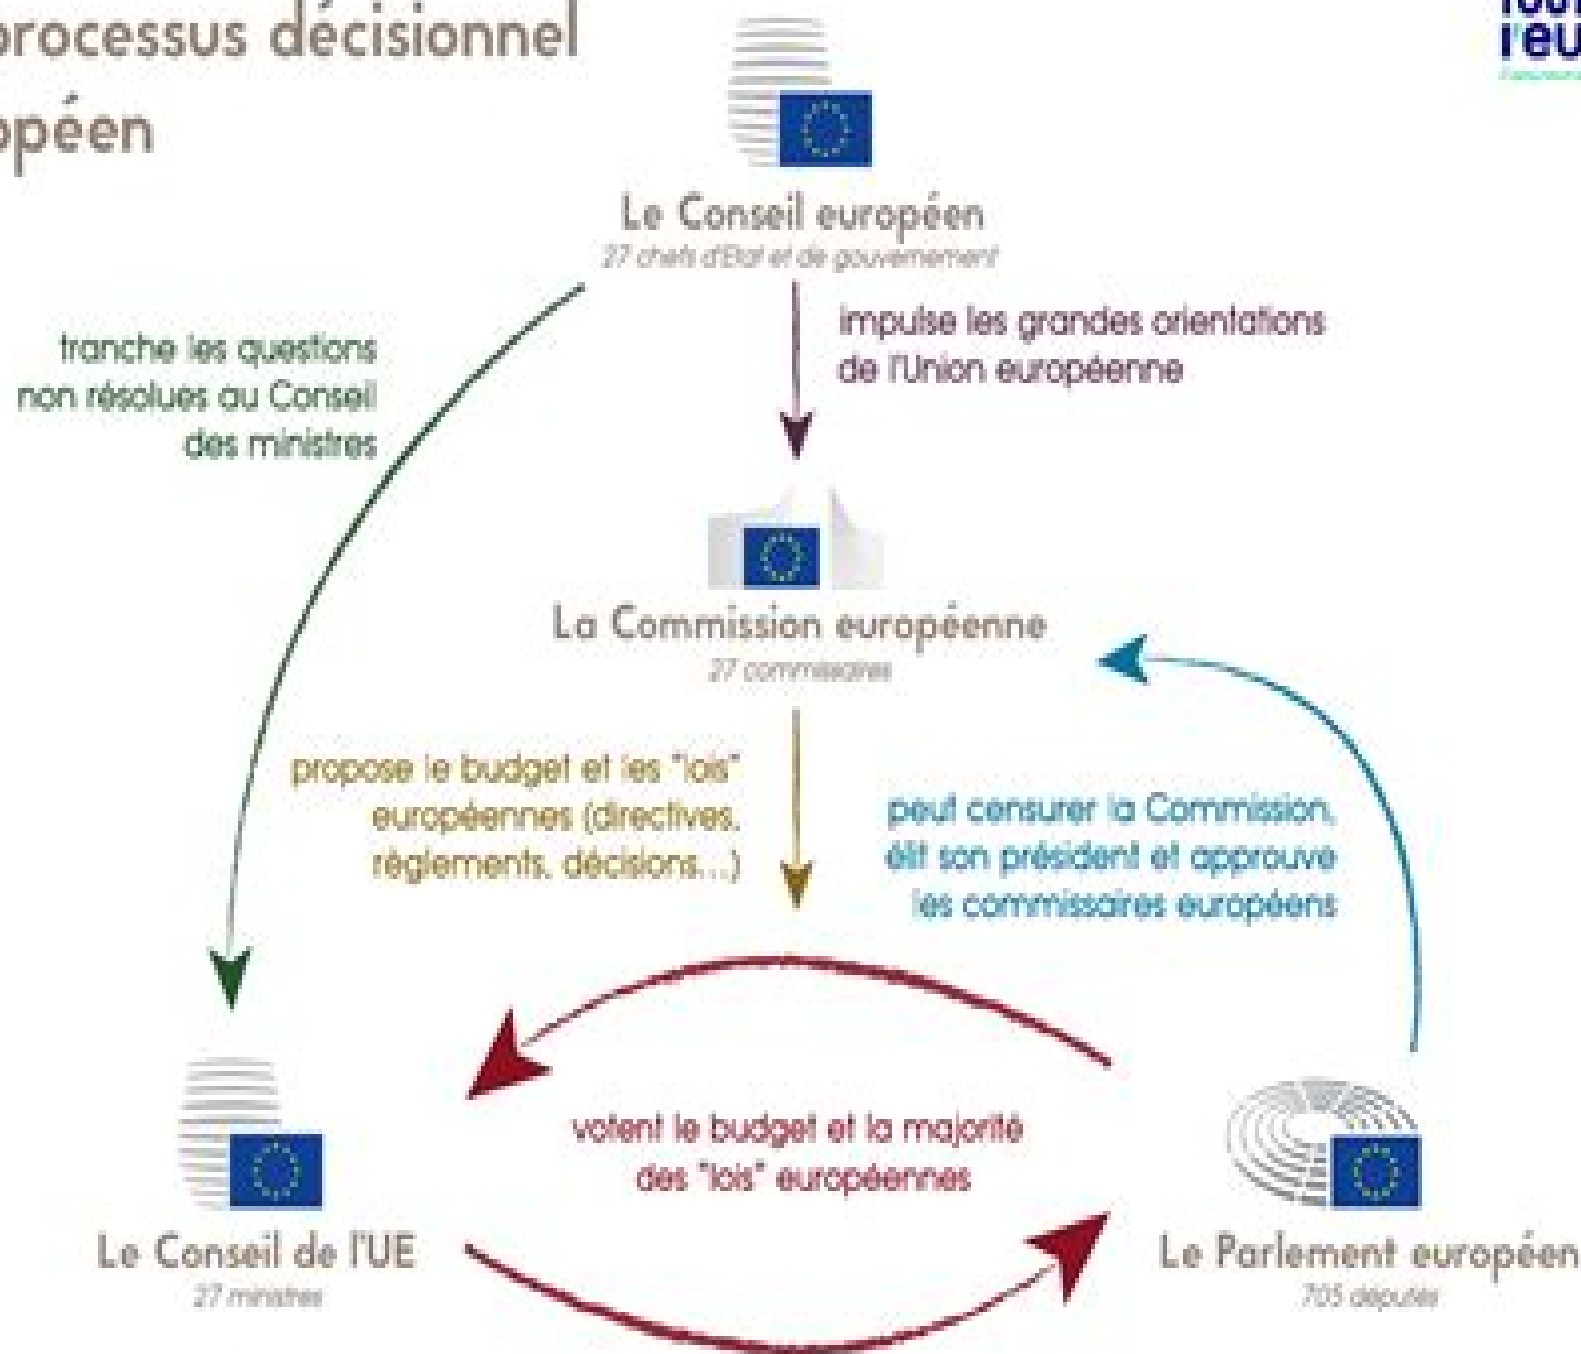 processus décisionnel
opéen
l'eu
Le Conseil européen
27 chefs d'Etat et de gouvernement
tranche les questions
non résolues au Conseil
des ministres
impulse les grandes orientations
de l'Union européenne
La Commission européenne
27 commissaires
propose le budget et les "lois"
européennes (directives,
règlements, décisions...)
peut censurer la Commission,
élit son président et approuve
les commissaires européens
votent le budget et la majorité
des "lois" européennes
Le Conseil de l'UE
27 ministres
Le Parlement européen
705 députés